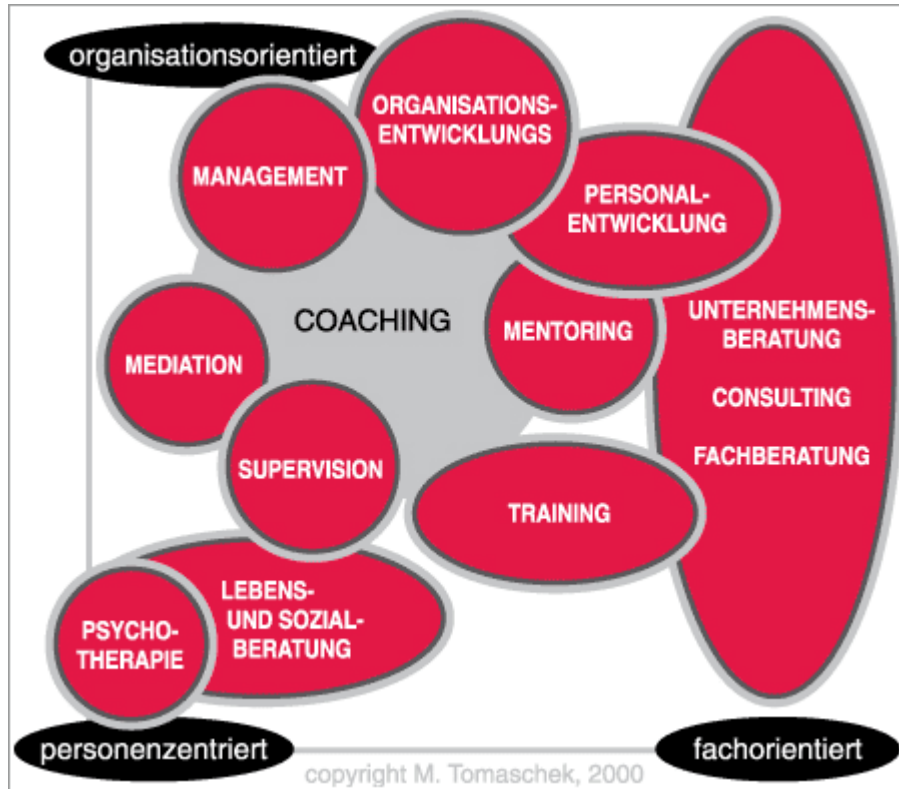 organisationsorientiert
ORGANISATIONS-
ENTWICKLUNGS
MANAGEMENT
PERSONAL-
ENTWICKLUNG
COACHING
MENTORING
UNTERNEHMENS-
BERATUNG
CONSULTING
FACHBERATUNG
MEDIATION
SUPERVISION
TRAINING
LEBENS-
UND SOZIAL-
BERATUNG
PSYCHO-
THERAPIE
personenzentriert
fachorientiert
copyright M. Tomaschek, 2000